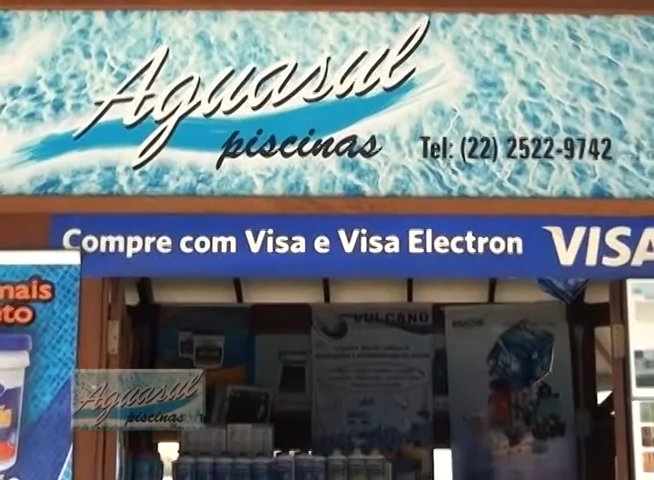 Aguasul
piscinas
Tel: (22) 2522-9742
Compre com Visa e Visa Electron
VISA
mais
to
VULCANO
Aguasul
piscinas